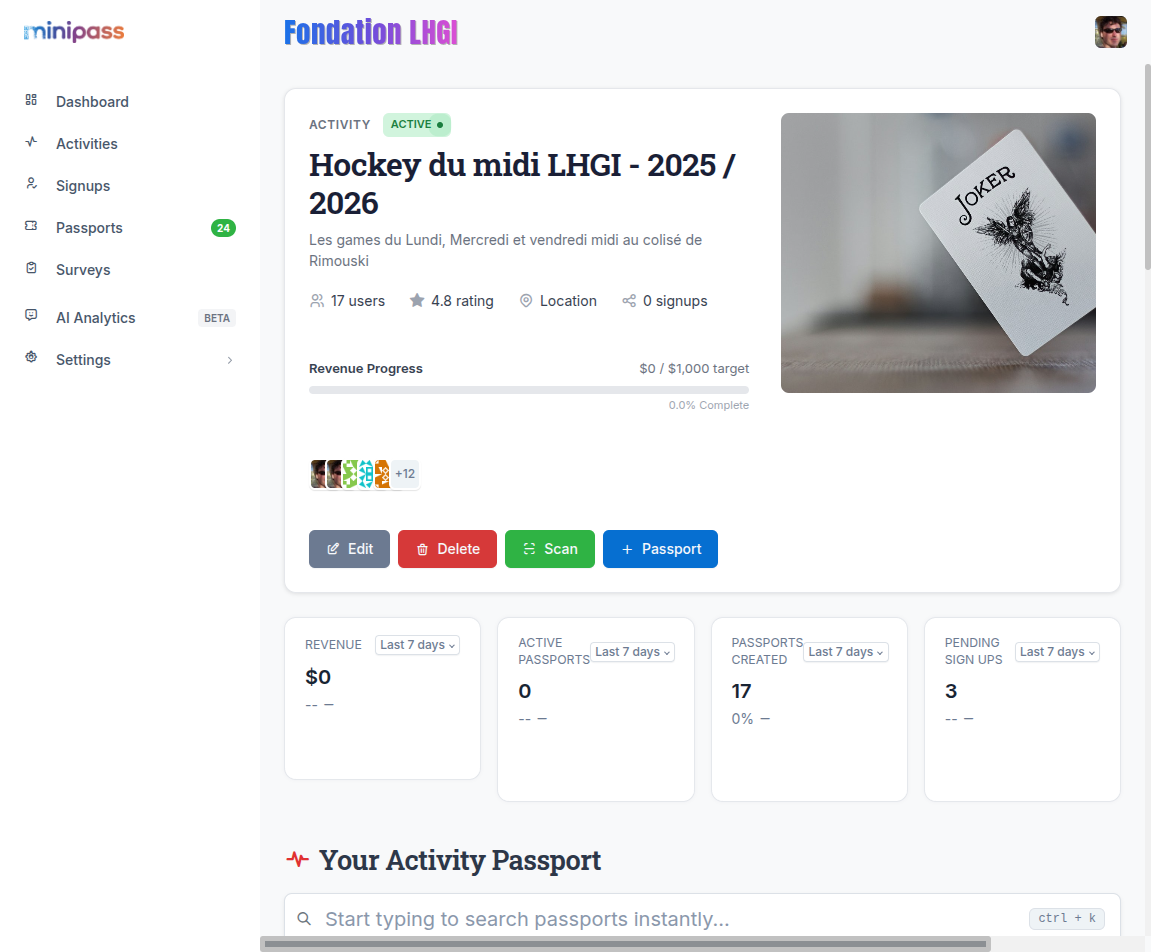 minipass
Fondation LHGI
Dashboard
Activities
Signups
Passports 24
Surveys
AI Analytics BETA
Settings
ACTIVITY ACTIVE
Hockey du midi LHGI - 2025 /
2026
Les games du Lundi, Mercredi et vendredi midi au colisé de
Rimouski
17 users 4.8 rating Location 0 signups
Revenue Progress $0 / $1,000 target
0.0% Complete
+12
Edit Delete Scan + Passport
JOKER
REVENUE Last 7 days
$0
-- –
ACTIVE
PASSPORTS Last 7 days
0
-- –
PASSPORTS
CREATED Last 7 days
17
0% –
PENDING
SIGN UPS Last 7 days
3
-- –
Your Activity Passport
Start typing to search passports instantly... ctrl + k